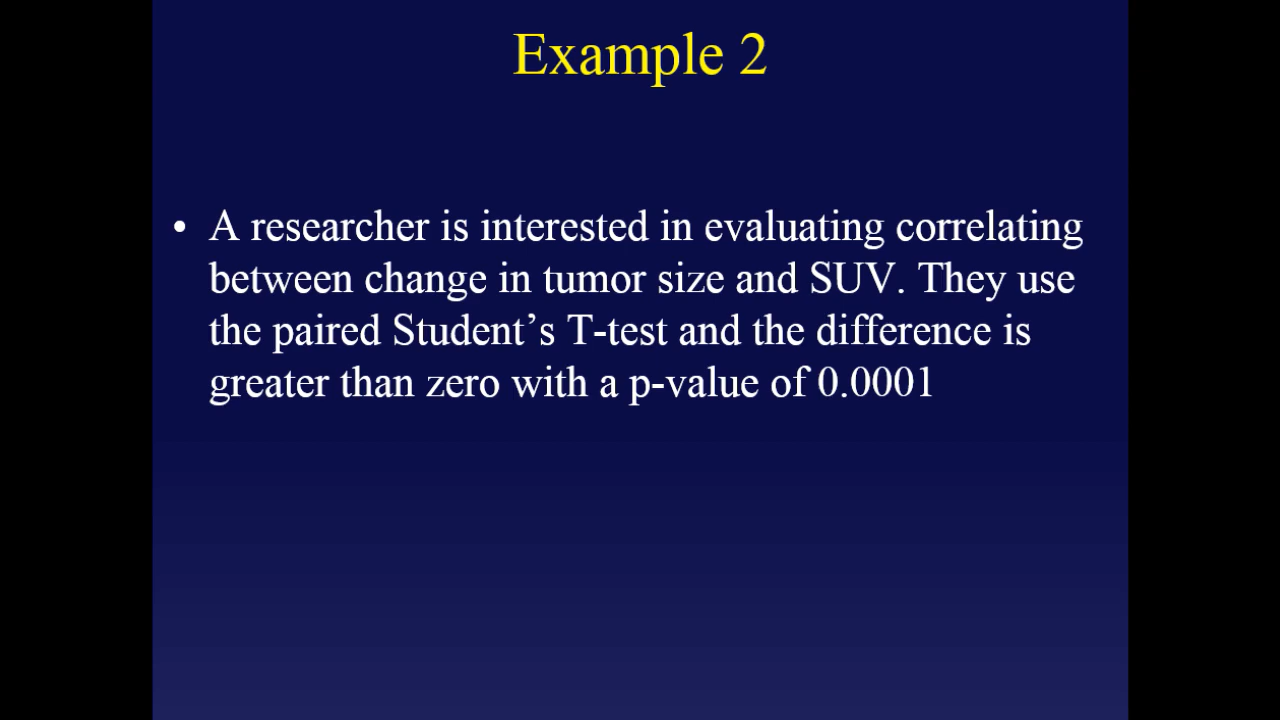 Example 2
• A researcher is interested in evaluating correlating
between change in tumor size and SUV. They use
the paired Student’s T-test and the difference is
greater than zero with a p-value of 0.0001